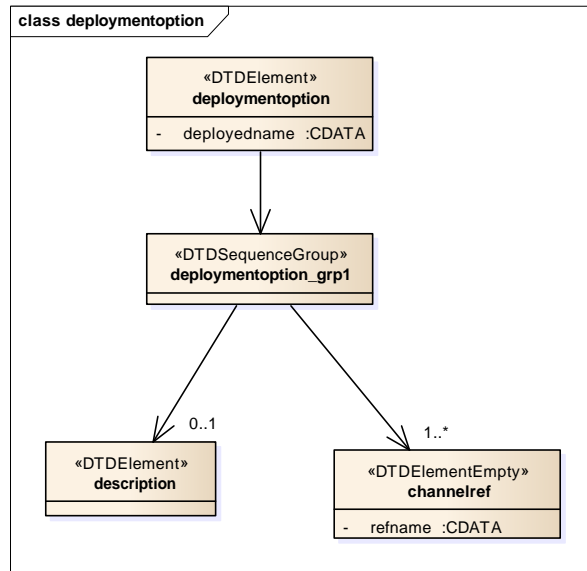 class deploymentoption
«DTDElement»
deploymentoption
- deployedname :CDATA
«DTDSequenceGroup»
deploymentoption_grp1
0..1
1..*
«DTDElement»
description
«DTDElementEmpty»
channelref
- refname :CDATA